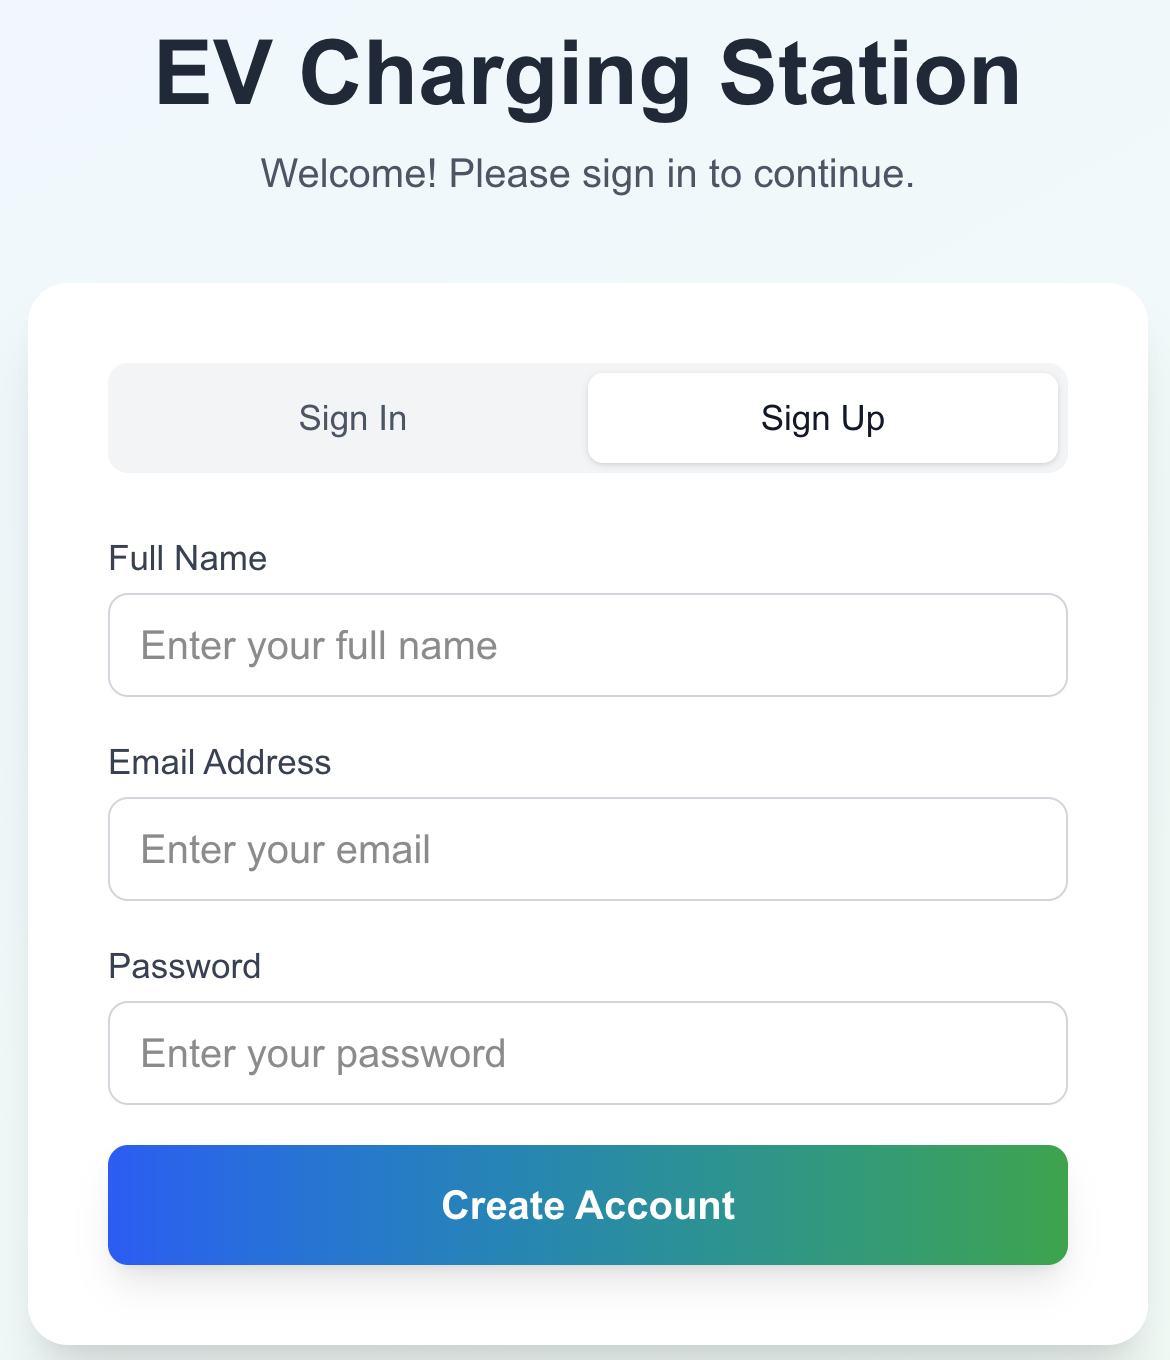 EV Charging Station
Welcome! Please sign in to continue.
Sign In
Sign Up
Full Name
Enter your full name
Email Address
Enter your email
Password
Enter your password
Create Account